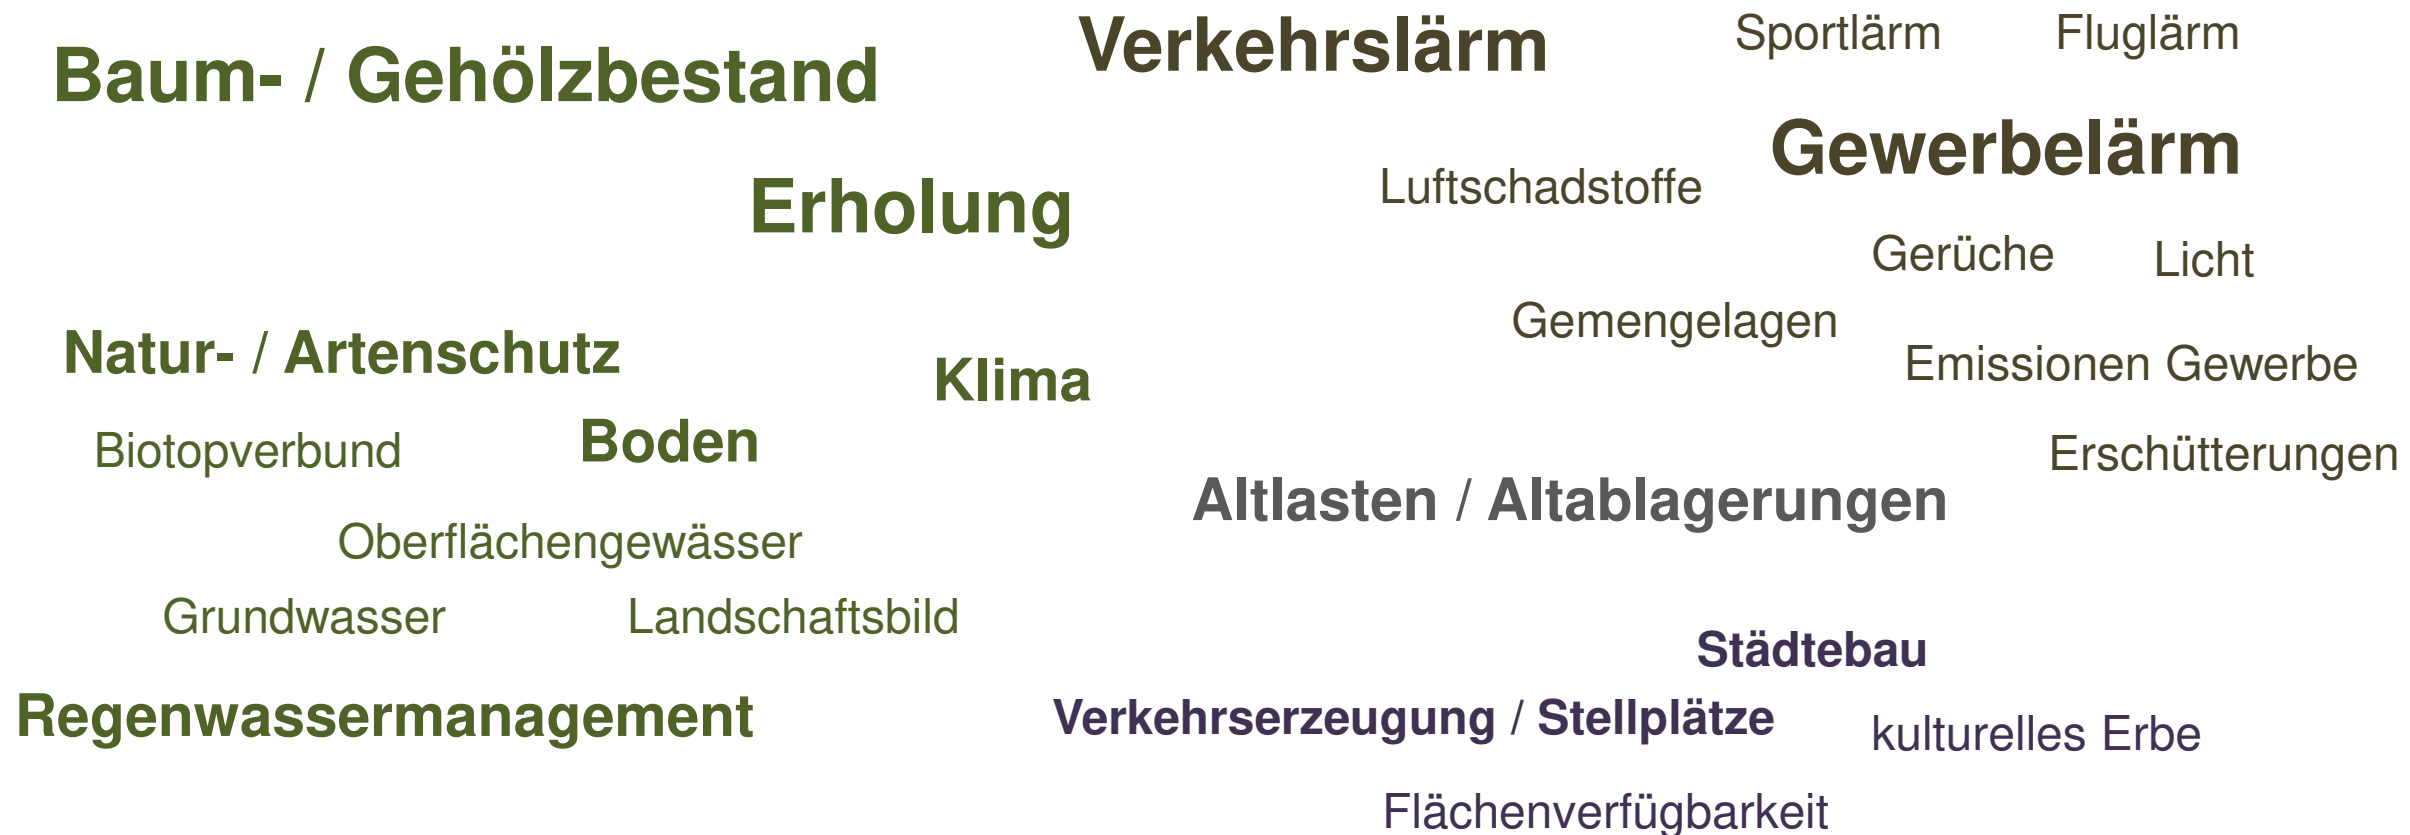 Baum- / Gehölzbestand
Verkehrslärm
Sportlärm
Fluglärm
Gewerbelärm
Erholung
Luftschadstoffe
Gerüche
Licht
Gemengelagen
Natur- / Artenschutz
Klima
Emissionen Gewerbe
Biotopverbund
Boden
Erschütterungen
Altlasten / Altablagerungen
Oberflächengewässer
Grundwasser
Landschaftsbild
Städtebau
Regenwassermanagement
Verkehrserzeugung / Stellplätze
kulturelles Erbe
Flächenverfügbarkeit